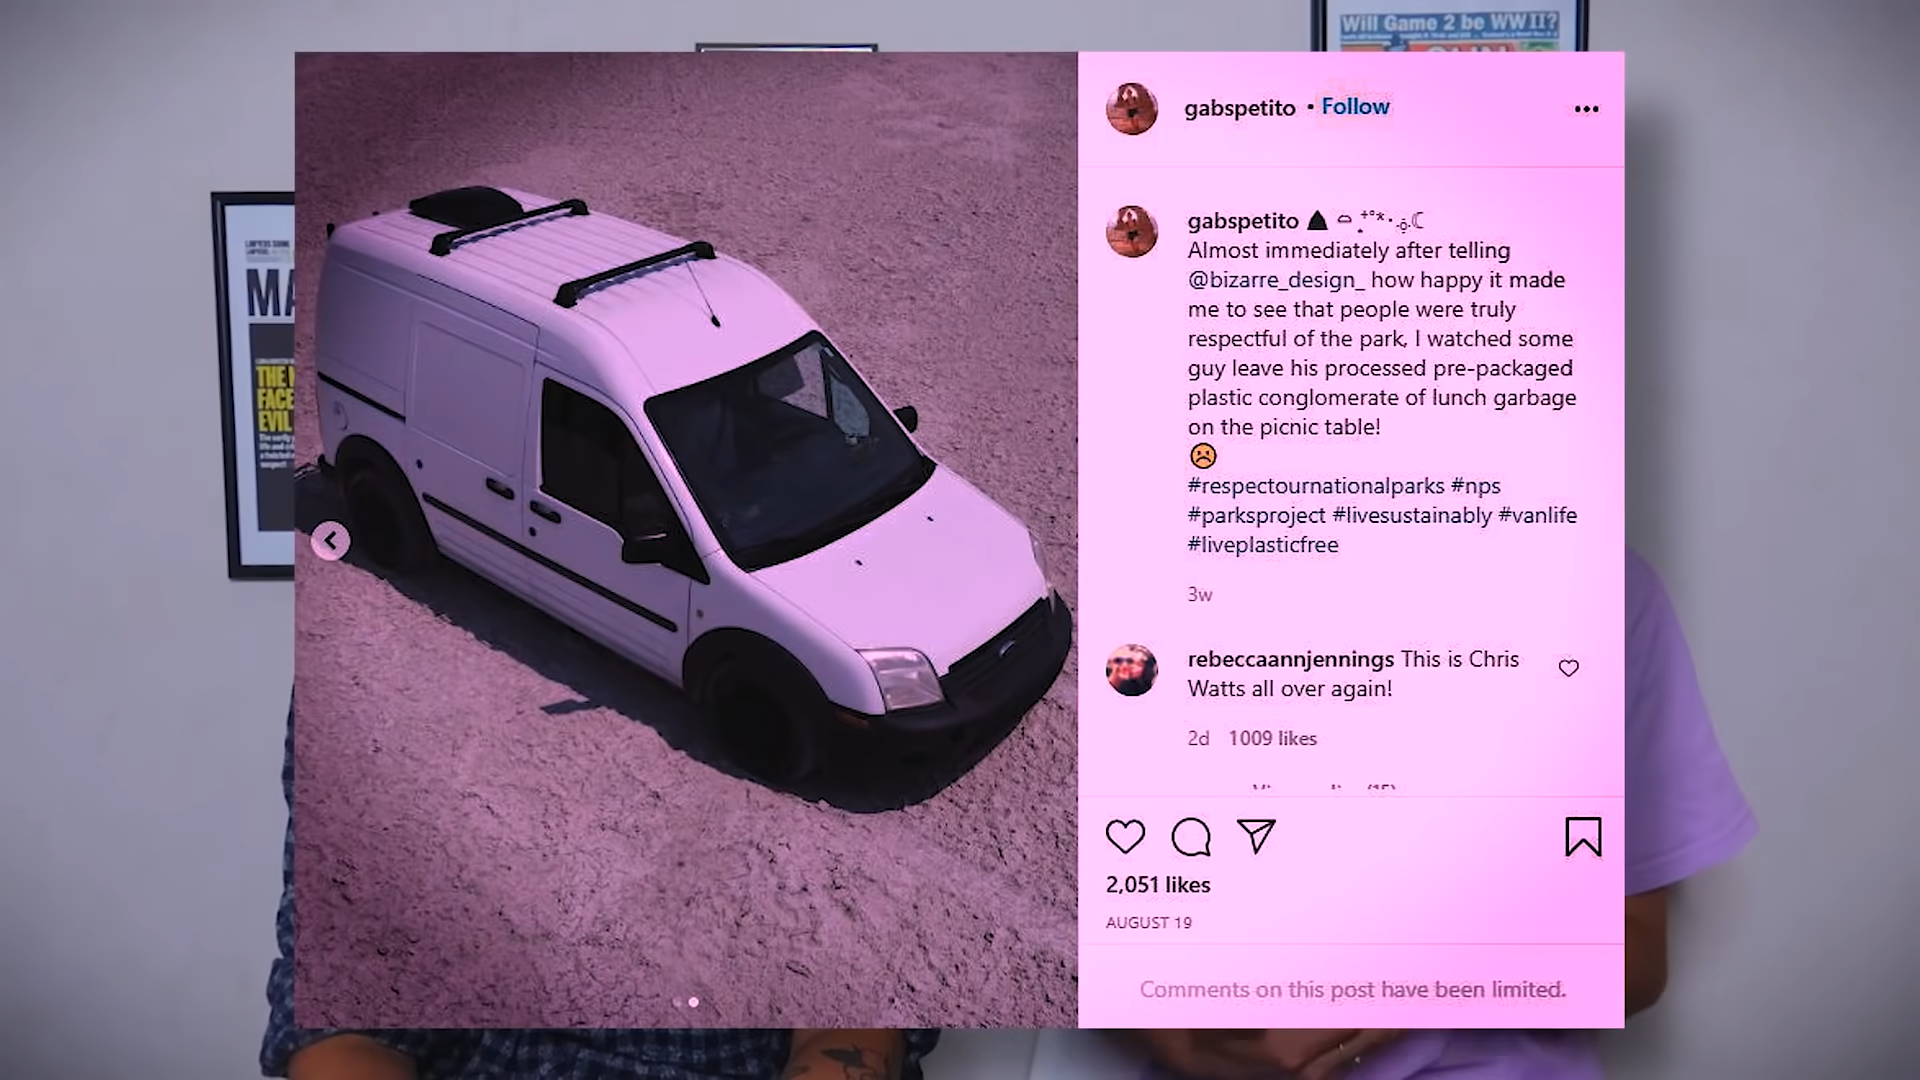 Will Game 2 be WWII?
MA
THE
FACE
EVIL
gabspetito • Follow
gabspetito
Almost immediately after telling
@bizarre_design_ how happy it made
me to see that people were truly
respectful of the park, I watched some
guy leave his processed pre-packaged
plastic conglomerate of lunch garbage
on the picnic table!
#respectournationalparks #nps
#parksproject #livesustainably #vanlife
#liveplasticfree
3w
rebeccaannjennings This is Chris
Watts all over again!
2d 1009 likes
2,051 likes
AUGUST 19
Comments on this post have been limited.